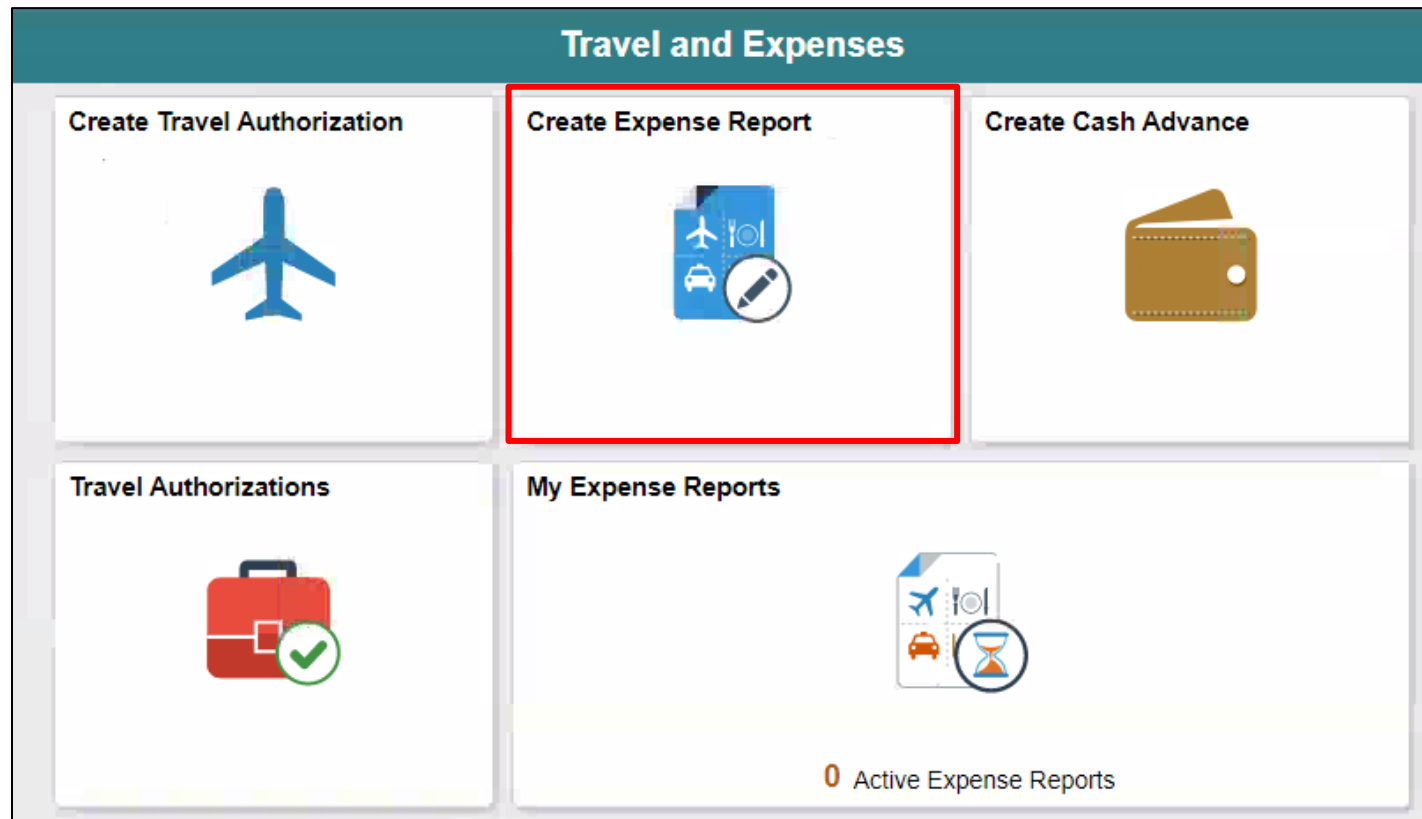 Travel and Expenses
Create Travel Authorization
Create Expense Report
Create Cash Advance
Travel Authorizations
My Expense Reports
0 Active Expense Reports